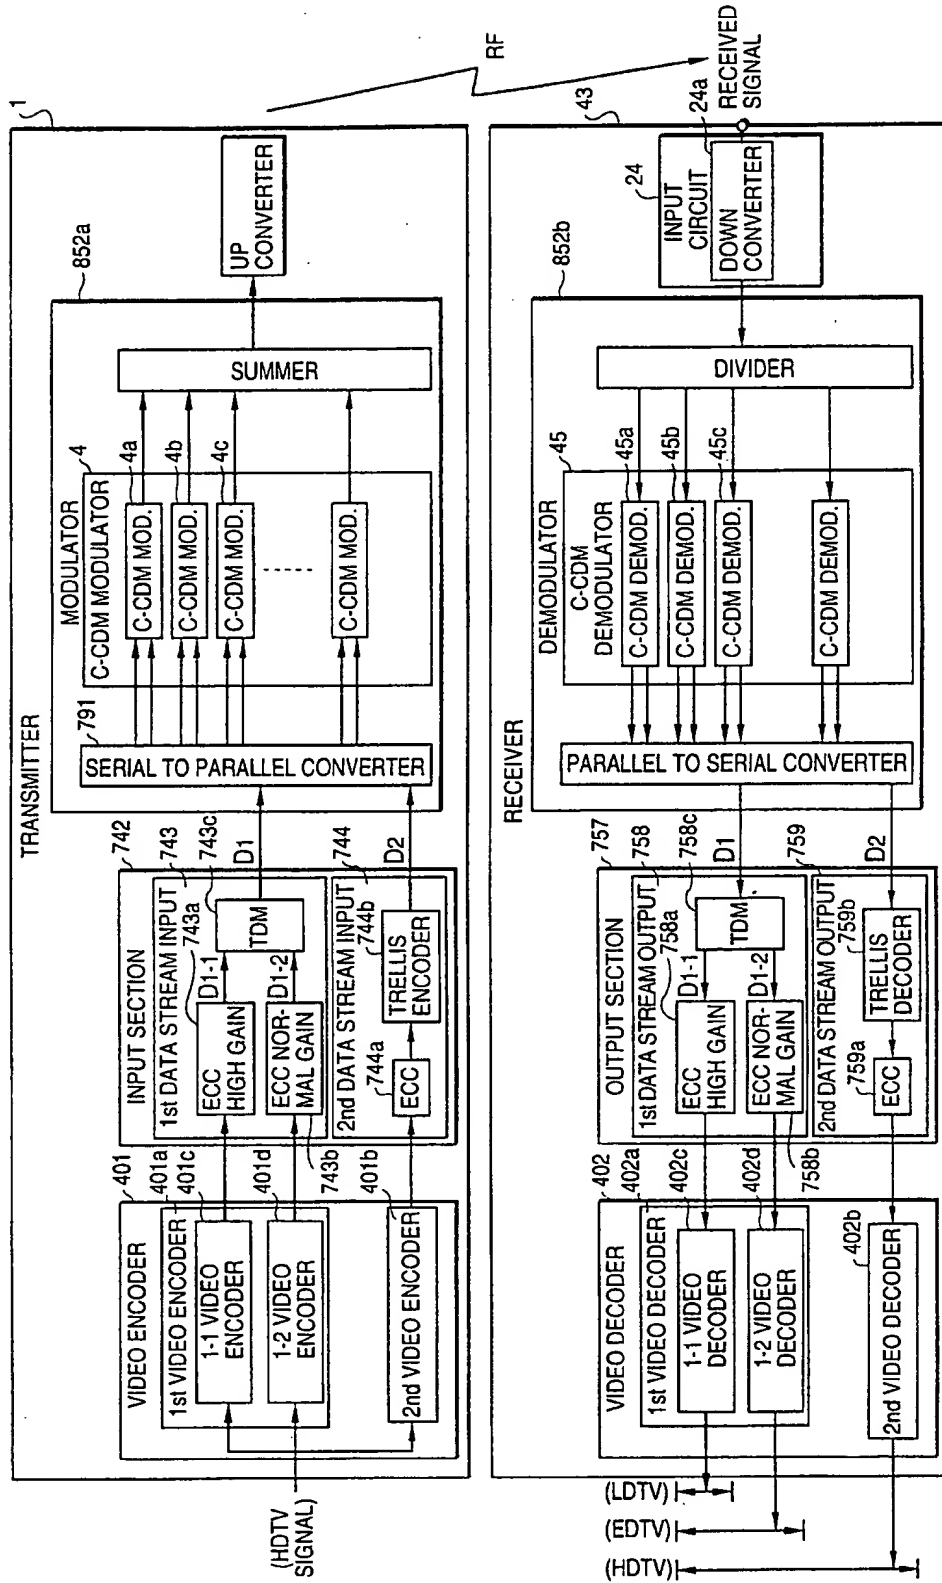 TRANSMITTER
1
(HDTV
SIGNAL)
VIDEO ENCODER
401
1st VIDEO ENCODER
401a
1-1 VIDEO
ENCODER
401c
1-2 VIDEO
ENCODER
401d
2nd VIDEO ENCODER
401b
INPUT SECTION
742
1st DATA STREAM INPUT
743
743a
ECC
HIGH GAIN
D1-1
ECC NOR-
MAL GAIN
743b
D1-2
TDM
743c
D1
2nd DATA STREAM INPUT
744
744a
ECC
744b
TRELLIS
ENCODER
D2
852a
791
SERIAL TO PARALLEL CONVERTER
MODULATOR
C-CDM MODULATOR
4
C-CDM MOD.
4a
C-CDM MOD.
4b
C-CDM MOD.
4c
C-CDM MOD.
SUMMER
UP
CONVERTER
RF
RECEIVER
43
RECEIVED
SIGNAL
24
INPUT
CIRCUIT
24a
DOWN
CONVERTER
852b
DIVIDER
DEMODULATOR
C-CDM
DEMODULATOR
45
C-CDM DEMOD.
45a
C-CDM DEMOD.
45b
C-CDM DEMOD.
45c
C-CDM DEMOD.
PARALLEL TO SERIAL CONVERTER
OUTPUT SECTION
757
1st DATA STREAM OUTPUT
758
758a
ECC
HIGH GAIN
D1-1
ECC NOR-
MAL GAIN
758b
D1-2
TDM
758c
D1
2nd DATA STREAM OUTPUT
759
759a
ECC
759b
TRELLIS
DECODER
D2
VIDEO DECODER
402
1st VIDEO DECODER
402a
1-1 VIDEO
DECODER
402c
1-2 VIDEO
DECODER
402d
2nd VIDEO DECODER
402b
(LDTV)
(EDTV)
(HDTV)